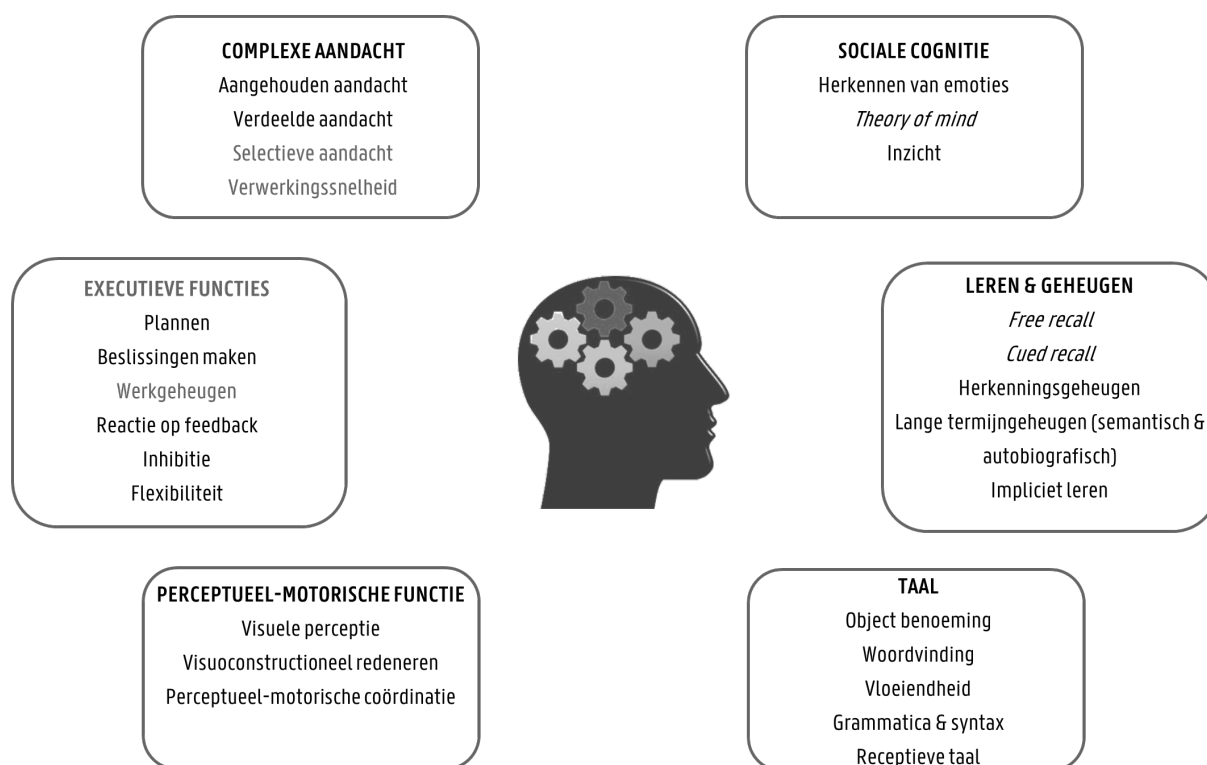 COMPLEXE AANDACHT
Aangehouden aandacht
Verdeelde aandacht
Selectieve aandacht
Verwerkingssnelheid
SOCIALE COGNITIE
Herkennen van emoties
Theory of mind
Inzicht
EXECUTIEVE FUNCTIES
Plannen
Beslissingen maken
Werkgeheugen
Reactie op feedback
Inhibitie
Flexibiliteit
LEREN & GEHEUGEN
Free recall
Cued recall
Herkenningsgeheugen
Lange termijngeheugen (semantisch &
autobiografisch)
Impliciet leren
PERCEPTUEEL-MOTORISCHE FUNCTIE
Visuele perceptie
Visuoconstructioneel redeneren
Perceptueel-motorische coördinatie
TAAL
Object benoeming
Woordvinding
Vloeiendheid
Grammatica & syntax
Receptieve taal